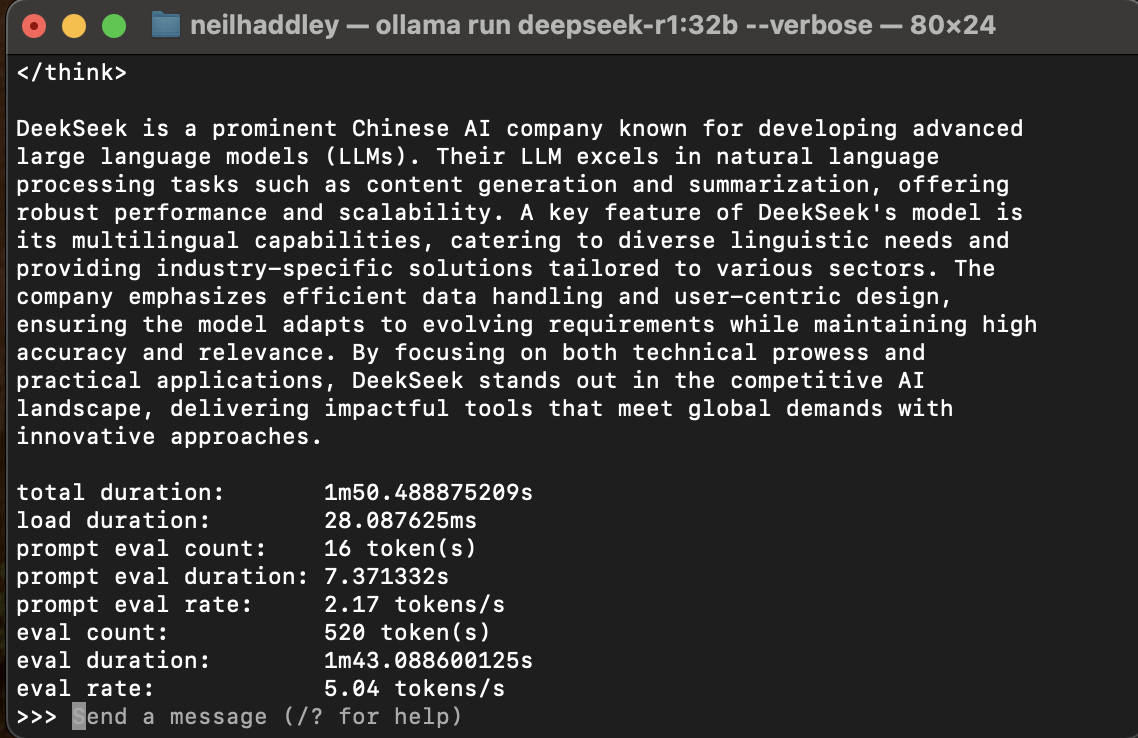 neilhaddley — ollama run deepseek-r1:32b --verbose — 80×24
</think>
DeekSeek is a prominent Chinese AI company known for developing advanced
large language models (LLMs). Their LLM excels in natural language
processing tasks such as content generation and summarization, offering
robust performance and scalability. A key feature of DeekSeek's model is
its multilingual capabilities, catering to diverse linguistic needs and
providing industry-specific solutions tailored to various sectors. The
company emphasizes efficient data handling and user-centric design,
ensuring the model adapts to evolving requirements while maintaining high
accuracy and relevance. By focusing on both technical prowess and
practical applications, DeekSeek stands out in the competitive AI
landscape, delivering impactful tools that meet global demands with
innovative approaches.
total duration: 1m50.488875209s
load duration: 28.087625ms
prompt eval count: 16 token(s)
prompt eval duration: 7.371332s
prompt eval rate: 2.17 tokens/s
eval count: 520 token(s)
eval duration: 1m43.088600125s
eval rate: 5.04 tokens/s
>>> Send a message (/? for help)